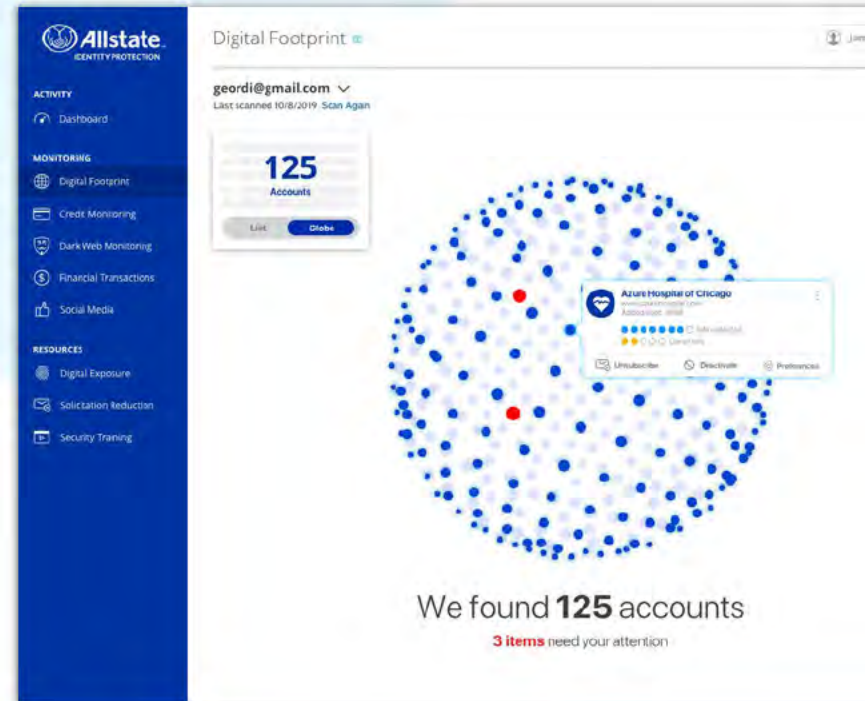 Allstate
IDENTITY PROTECTION
ACTIVITY
Dashboard
MONITORING
Digital Footprint
Credit Monitoring
Dark Web Monitoring
Financial Transactions
Social Media
RESOURCES
Digital Exposure
Solicitation Reduction
Security Training
Digital Footprint
geordi@gmail.com
Last scanned 10/8/2019 Scan Again
125
Accounts
List Globe
Azure Hospital of Chicago
Unsubscribe Deactivate Preferences
We found 125 accounts
3 items need your attention